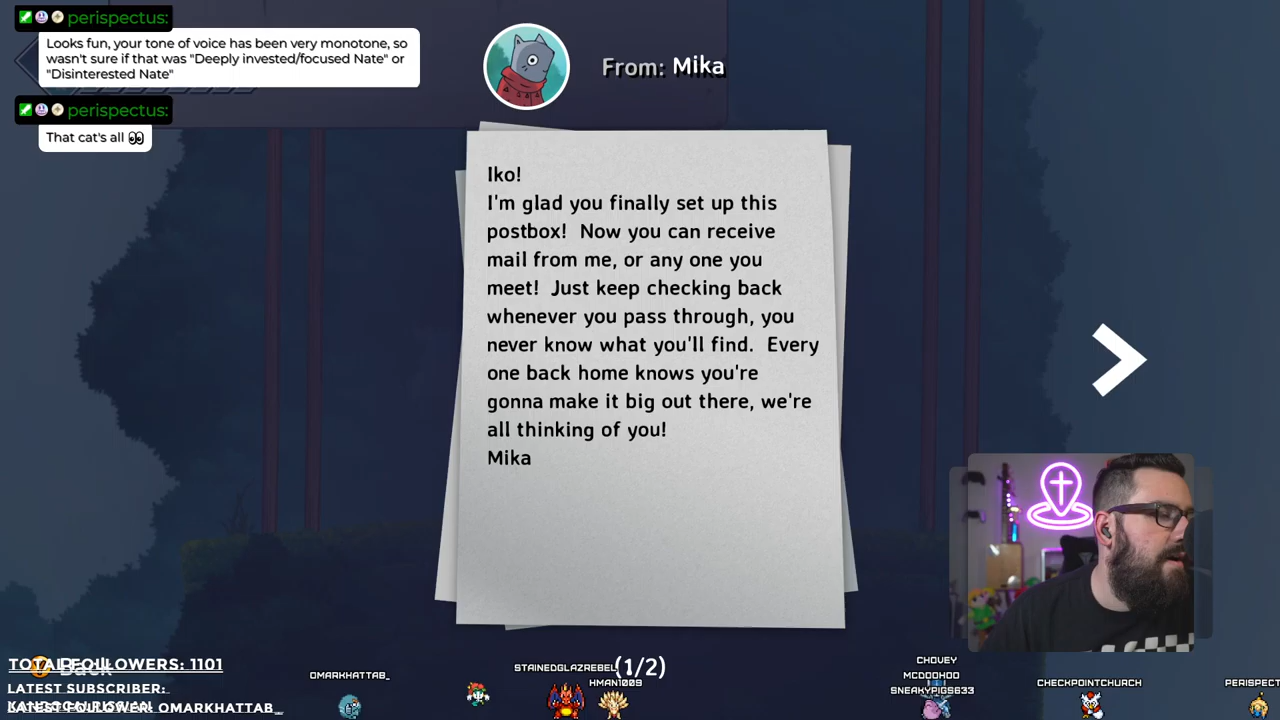 perispectus:
Looks fun, your tone of voice has been very monotone, so
wasn't sure if that was "Deeply invested/focused Nate" or
"Disinterested Nate"
perispectus:
That cat's all 👀
From: Mika
Iko!
I'm glad you finally set up this
postbox!  Now you can receive
mail from me, or any one you
meet!  Just keep checking back
whenever you pass through, you
never know what you'll find.  Every
one back home knows you're
gonna make it big out there, we're
all thinking of you!
Mika
(1/2)
Back
TOTAL FOLLOWERS: 1101
LATEST SUBSCRIBER:
LATEST FOLLOWER: OMARKHATTAB_
OMARKHATTAB_
STAINEDGLAZREBEL
HMAN1009
CHOVEY
MCDOOHOO
SNEAKYPIGS633
CHECKPOINTCHURCH
PERISPECT